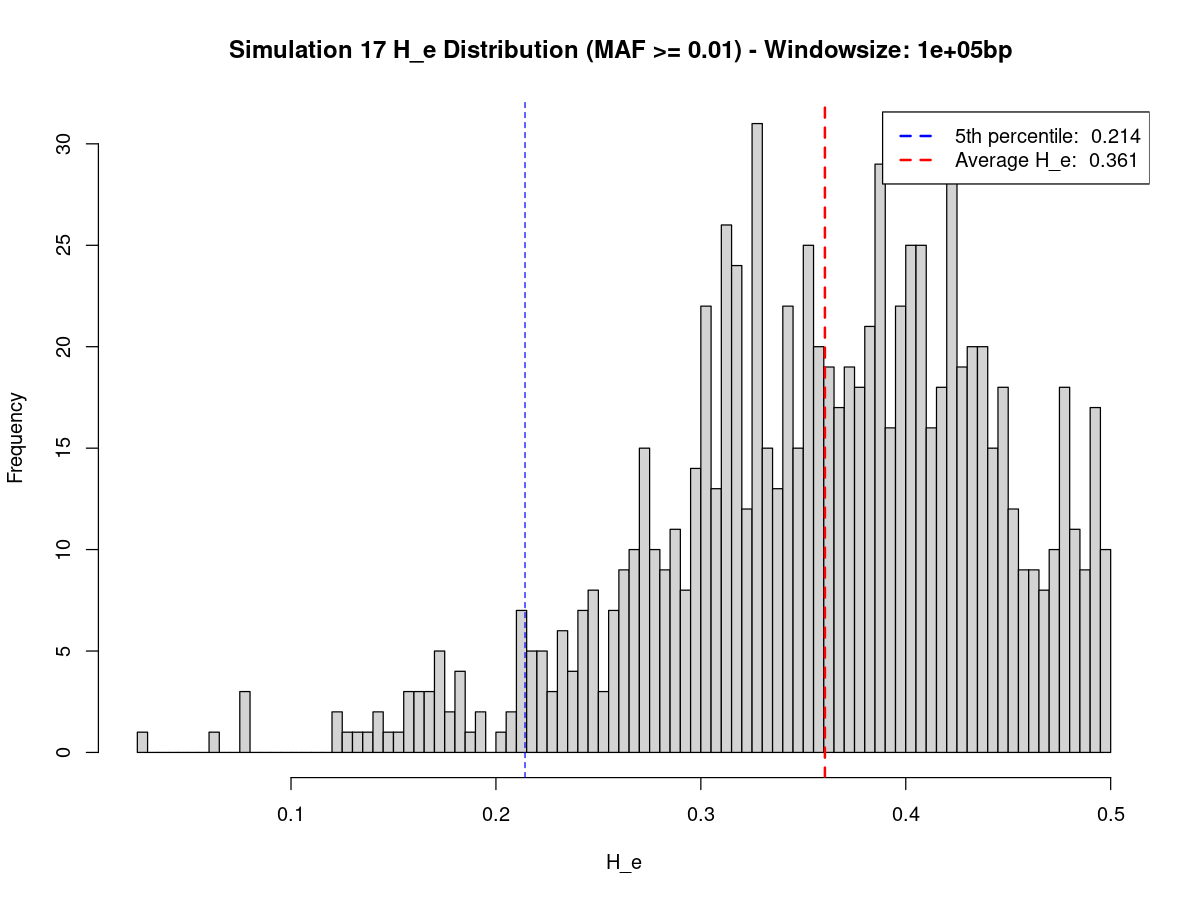 Simulation 17 H_e Distribution (MAF >= 0.01) - Windowsize: 1e+05bp
5th percentile:  0.214
Average H_e:  0.361
Frequency
30
25
20
15
10
5
0
0.1 0.2 0.3 0.4 0.5
H_e